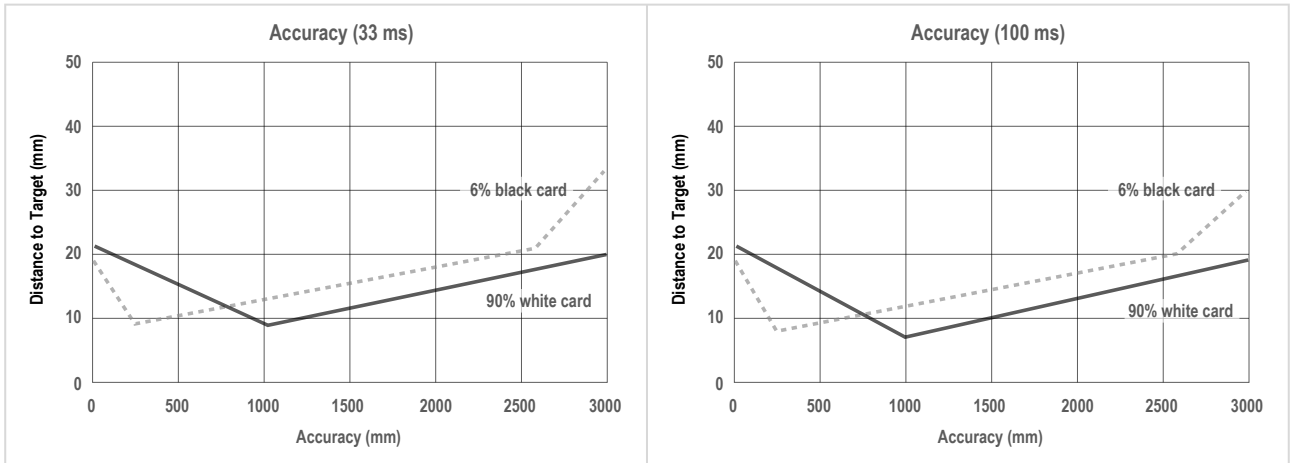 Accuracy (33 ms)
50
40
30
20
10
0
Distance to Target (mm)
6% black card
90% white card
0 500 1000 1500 2000 2500 3000
Accuracy (mm)
Accuracy (100 ms)
50
40
30
20
10
0
Distance to Target (mm)
6% black card
90% white card
0 500 1000 1500 2000 2500 3000
Accuracy (mm)